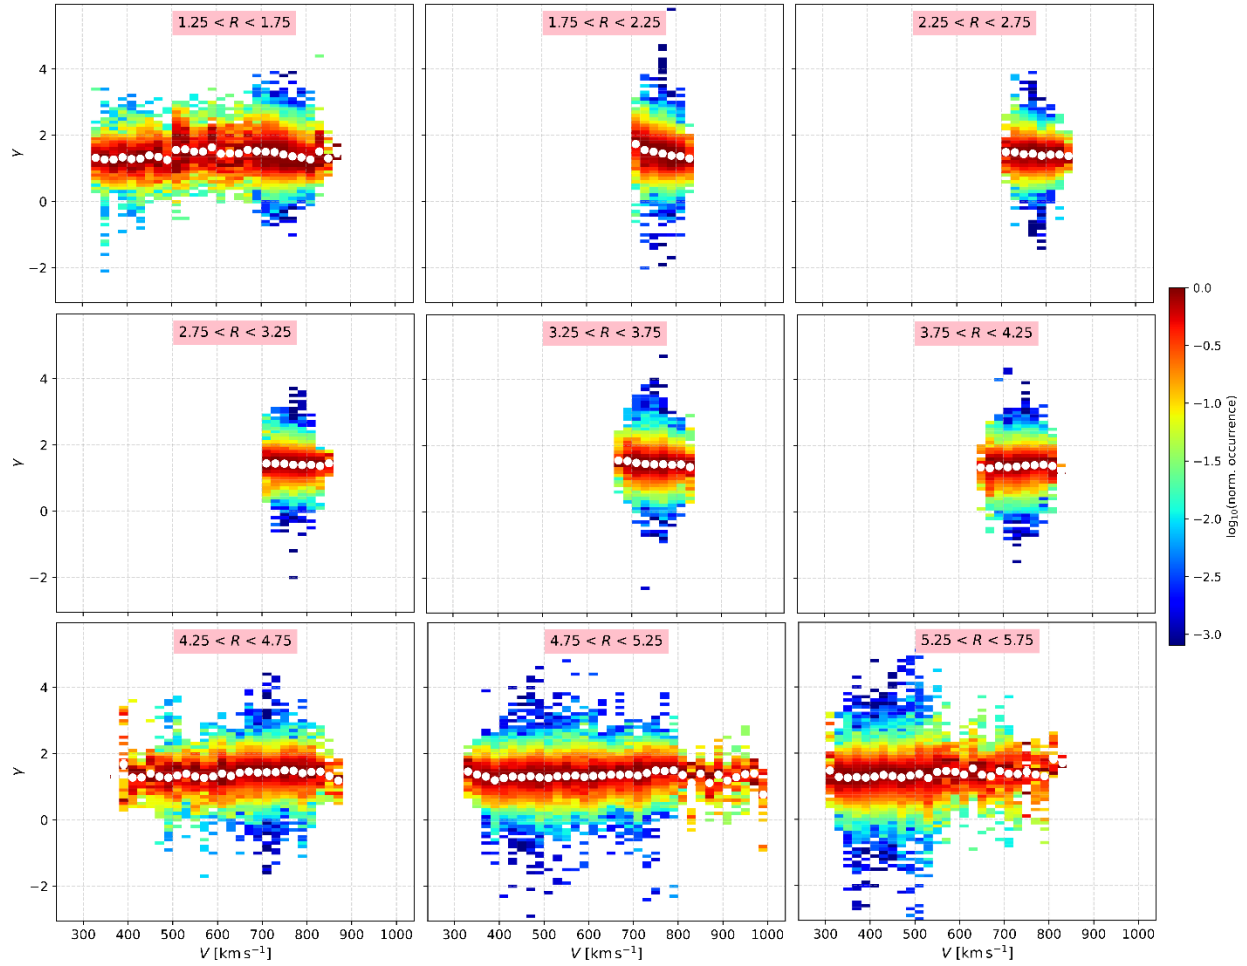 1.25 < R < 1.75
1.75 < R < 2.25
2.25 < R < 2.75
γ
4
2
0
−2
2.75 < R < 3.25
3.25 < R < 3.75
3.75 < R < 4.25
γ
4
2
0
−2
4.25 < R < 4.75
4.75 < R < 5.25
5.25 < R < 5.75
γ
4
2
0
−2
300 400 500 600 700 800 900 1000
300 400 500 600 700 800 900 1000
300 400 500 600 700 800 900 1000
V [km s⁻¹]
V [km s⁻¹]
V [km s⁻¹]
0.0
−0.5
−1.0
−1.5
−2.0
−2.5
−3.0
log₁₀(norm. occurrence)